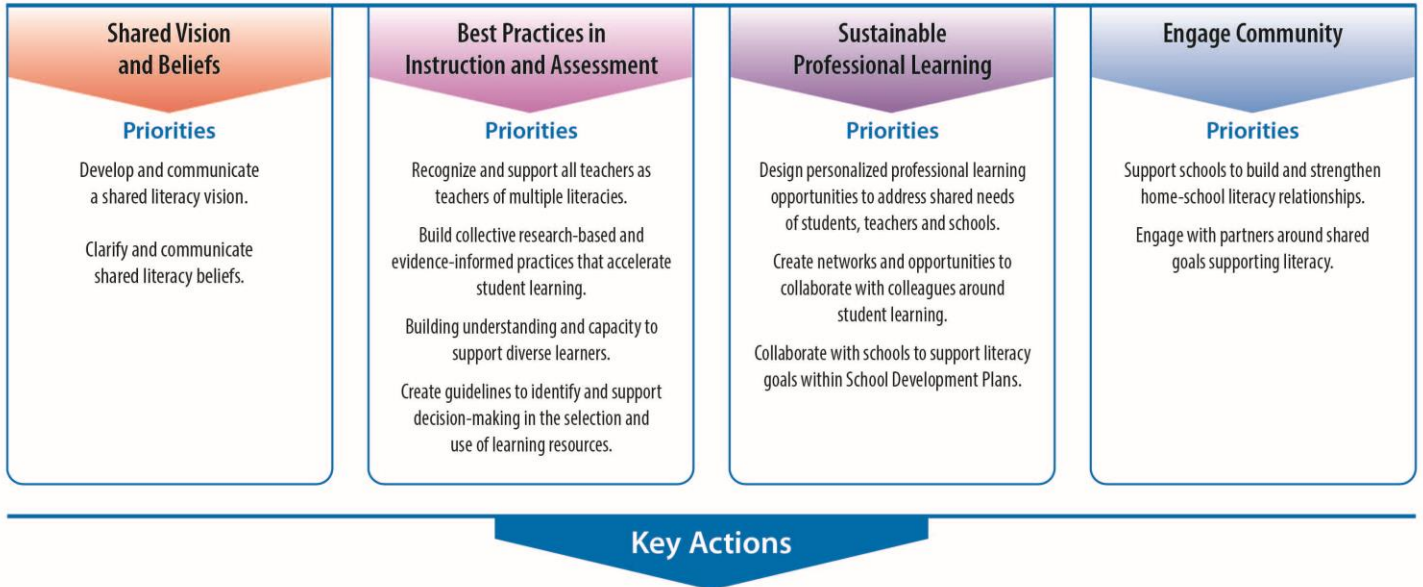 Shared Vision
and Beliefs
Priorities
Develop and communicate
a shared literacy vision.
Clarify and communicate
shared literacy beliefs.
Best Practices in
Instruction and Assessment
Priorities
Recognize and support all teachers as
teachers of multiple literacies.
Build collective research-based and
evidence-informed practices that accelerate
student learning.
Building understanding and capacity to
support diverse learners.
Create guidelines to identify and support
decision-making in the selection and
use of learning resources.
Sustainable
Professional Learning
Priorities
Design personalized professional learning
opportunities to address shared needs
of students, teachers and schools.
Create networks and opportunities to
collaborate with colleagues around
student learning.
Collaborate with schools to support literacy
goals within School Development Plans.
Engage Community
Priorities
Support schools to build and strengthen
home-school literacy relationships.
Engage with partners around shared
goals supporting literacy.
Key Actions